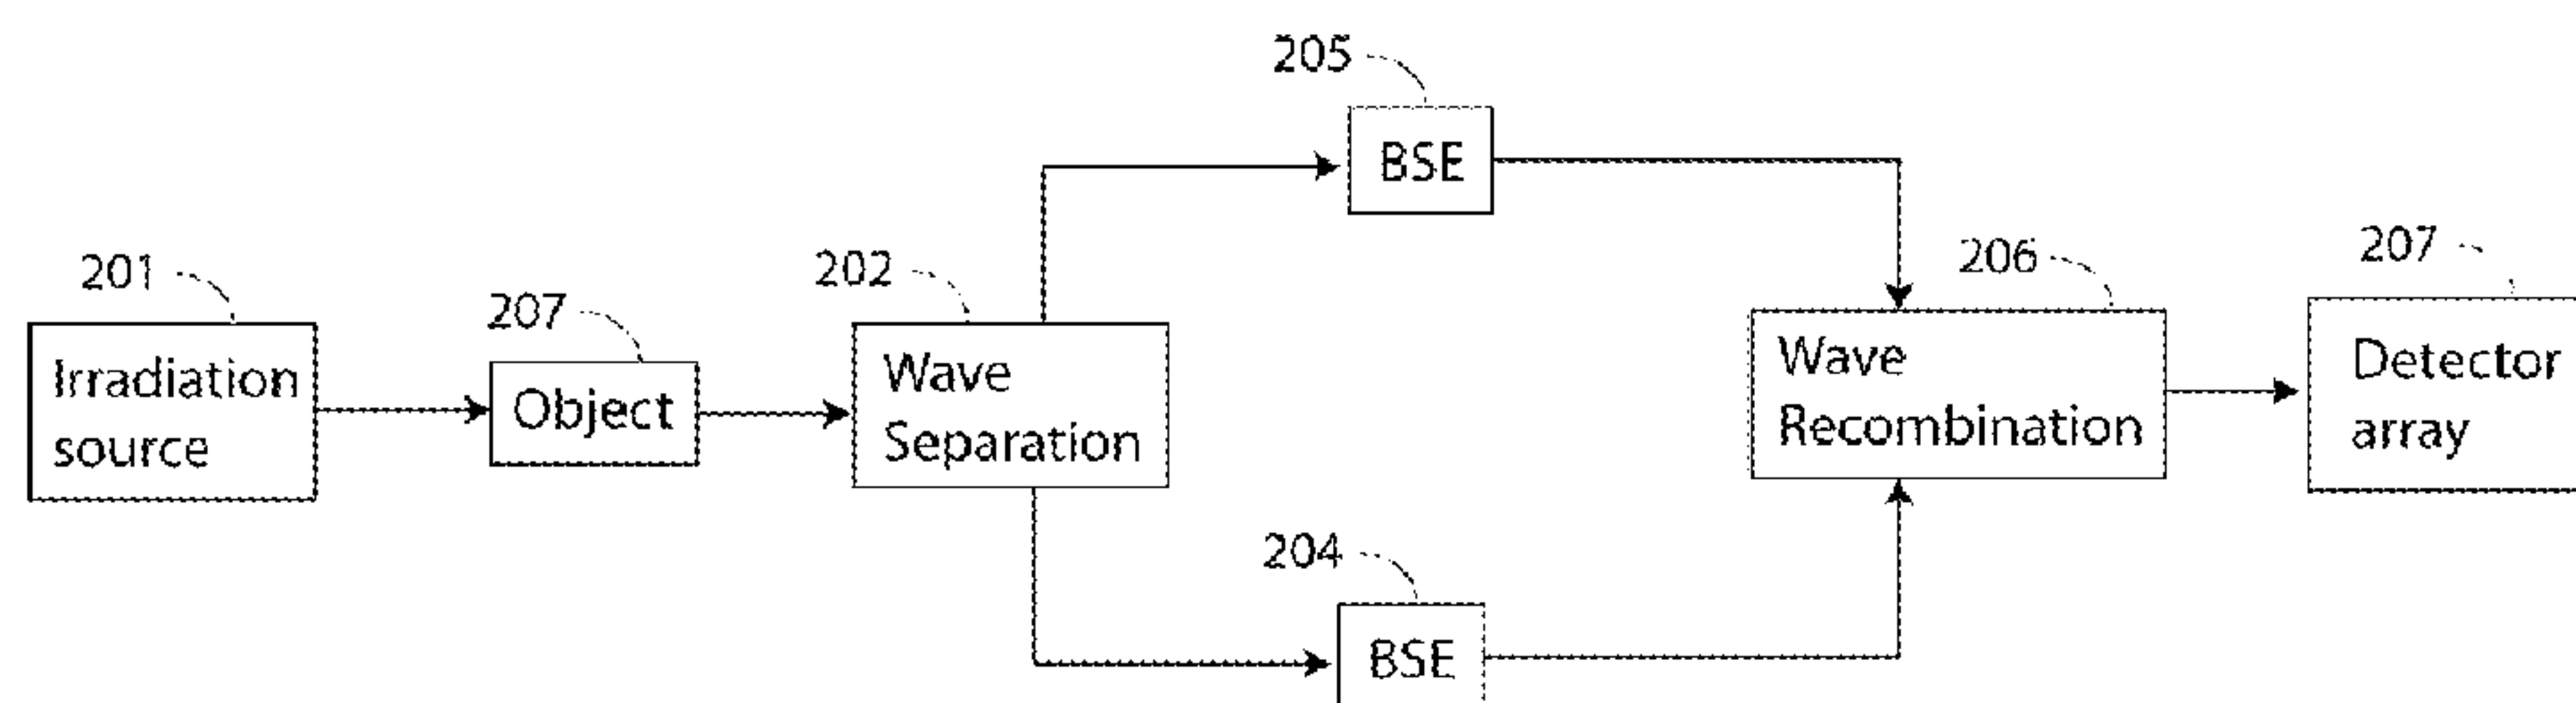 205
BSE
201
Irradiation
source
207
Object
202
Wave
Separation
206
Wave
Recombination
207
Detector
array
204
BSE